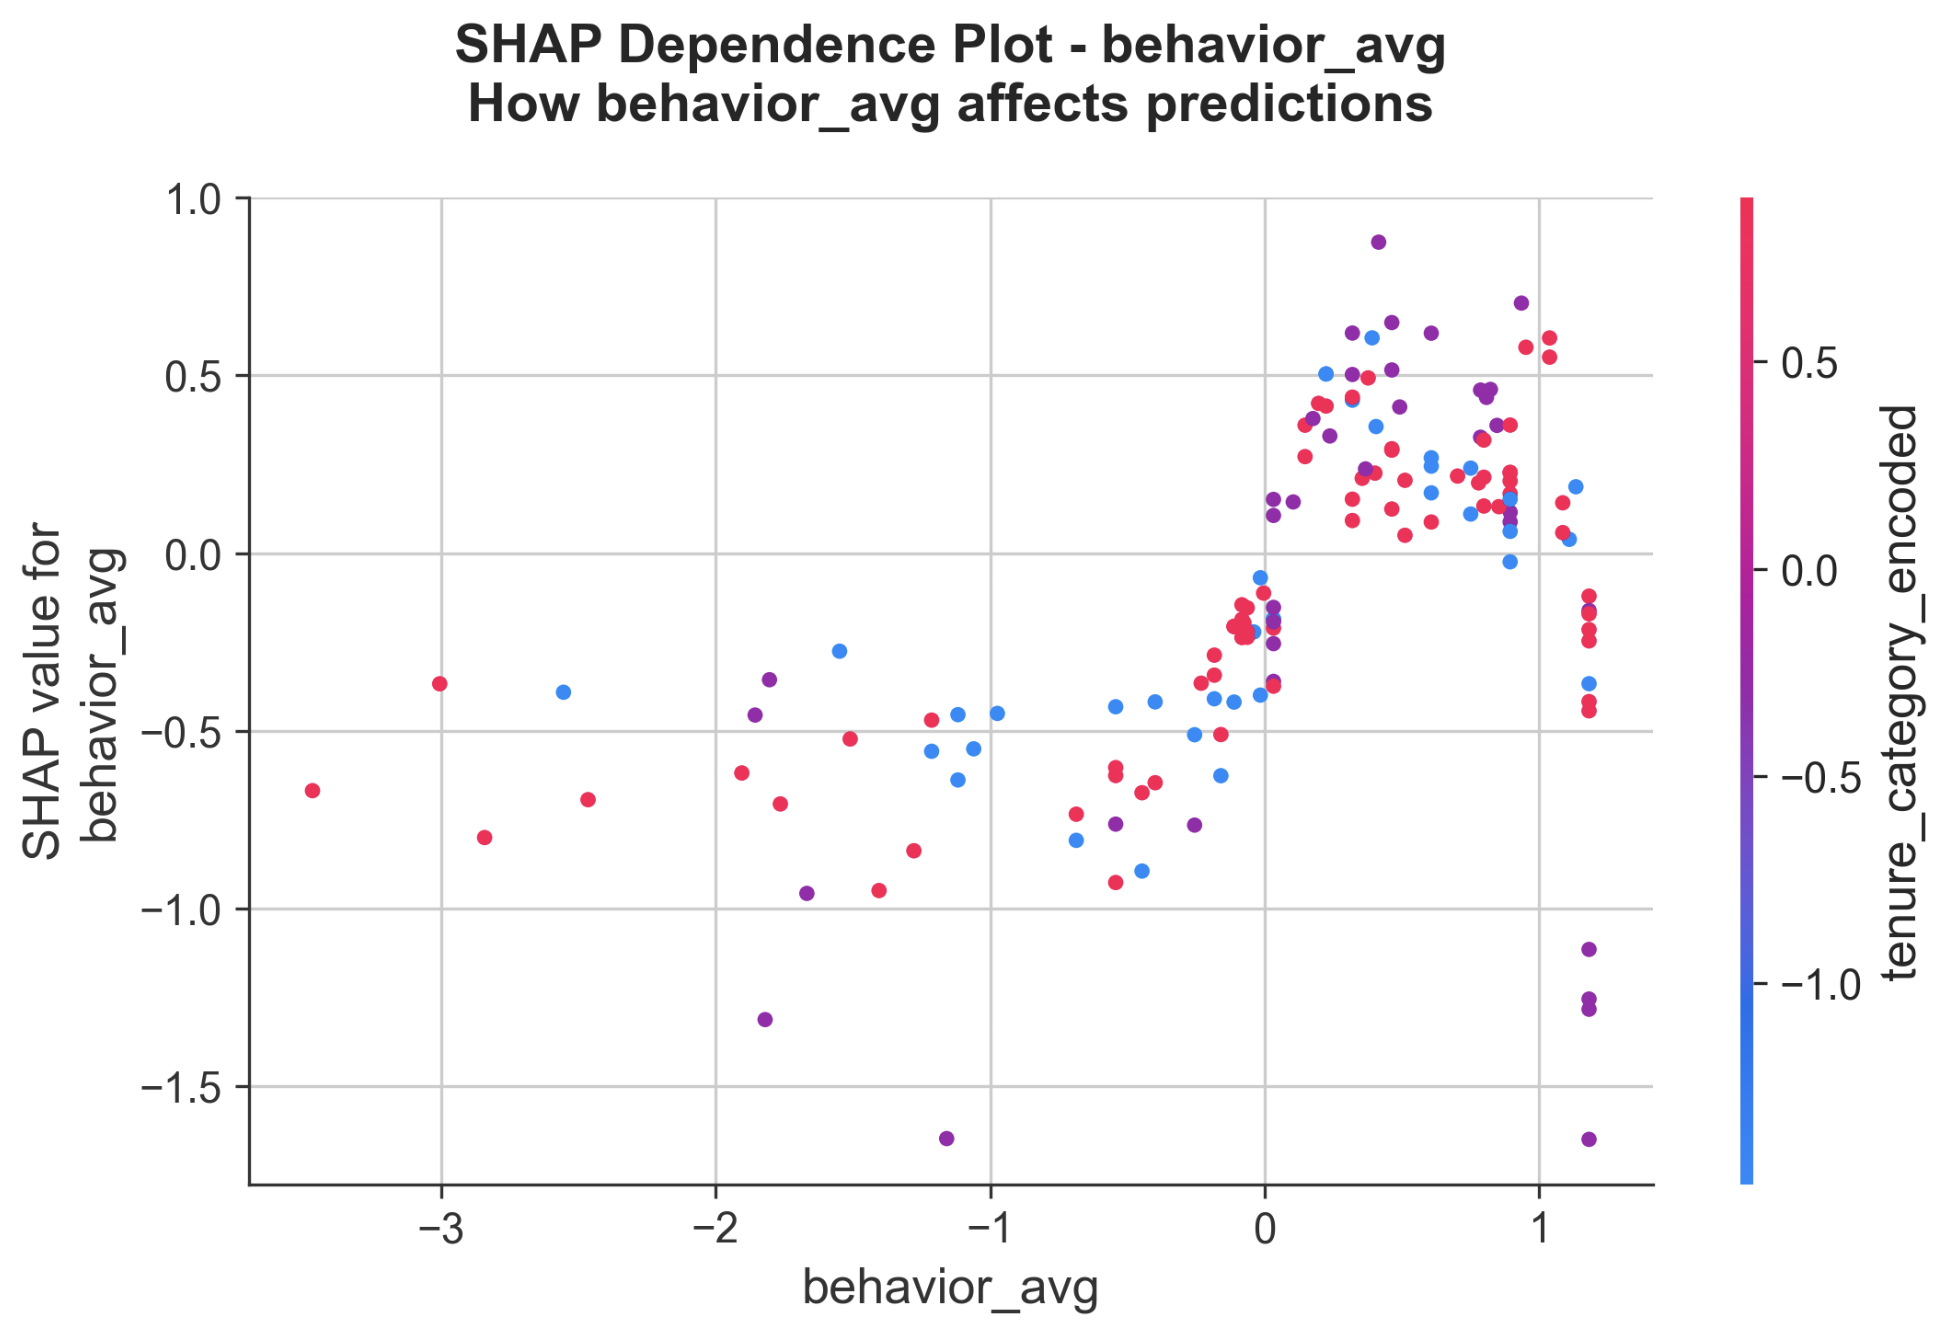 SHAP Dependence Plot - behavior_avg
How behavior_avg affects predictions
1.0
0.5
0.0
−0.5
−1.0
−1.5
SHAP value for
behavior_avg
−3
−2
−1
0
1
behavior_avg
0.5
0.0
−0.5
−1.0
tenure_category_encoded